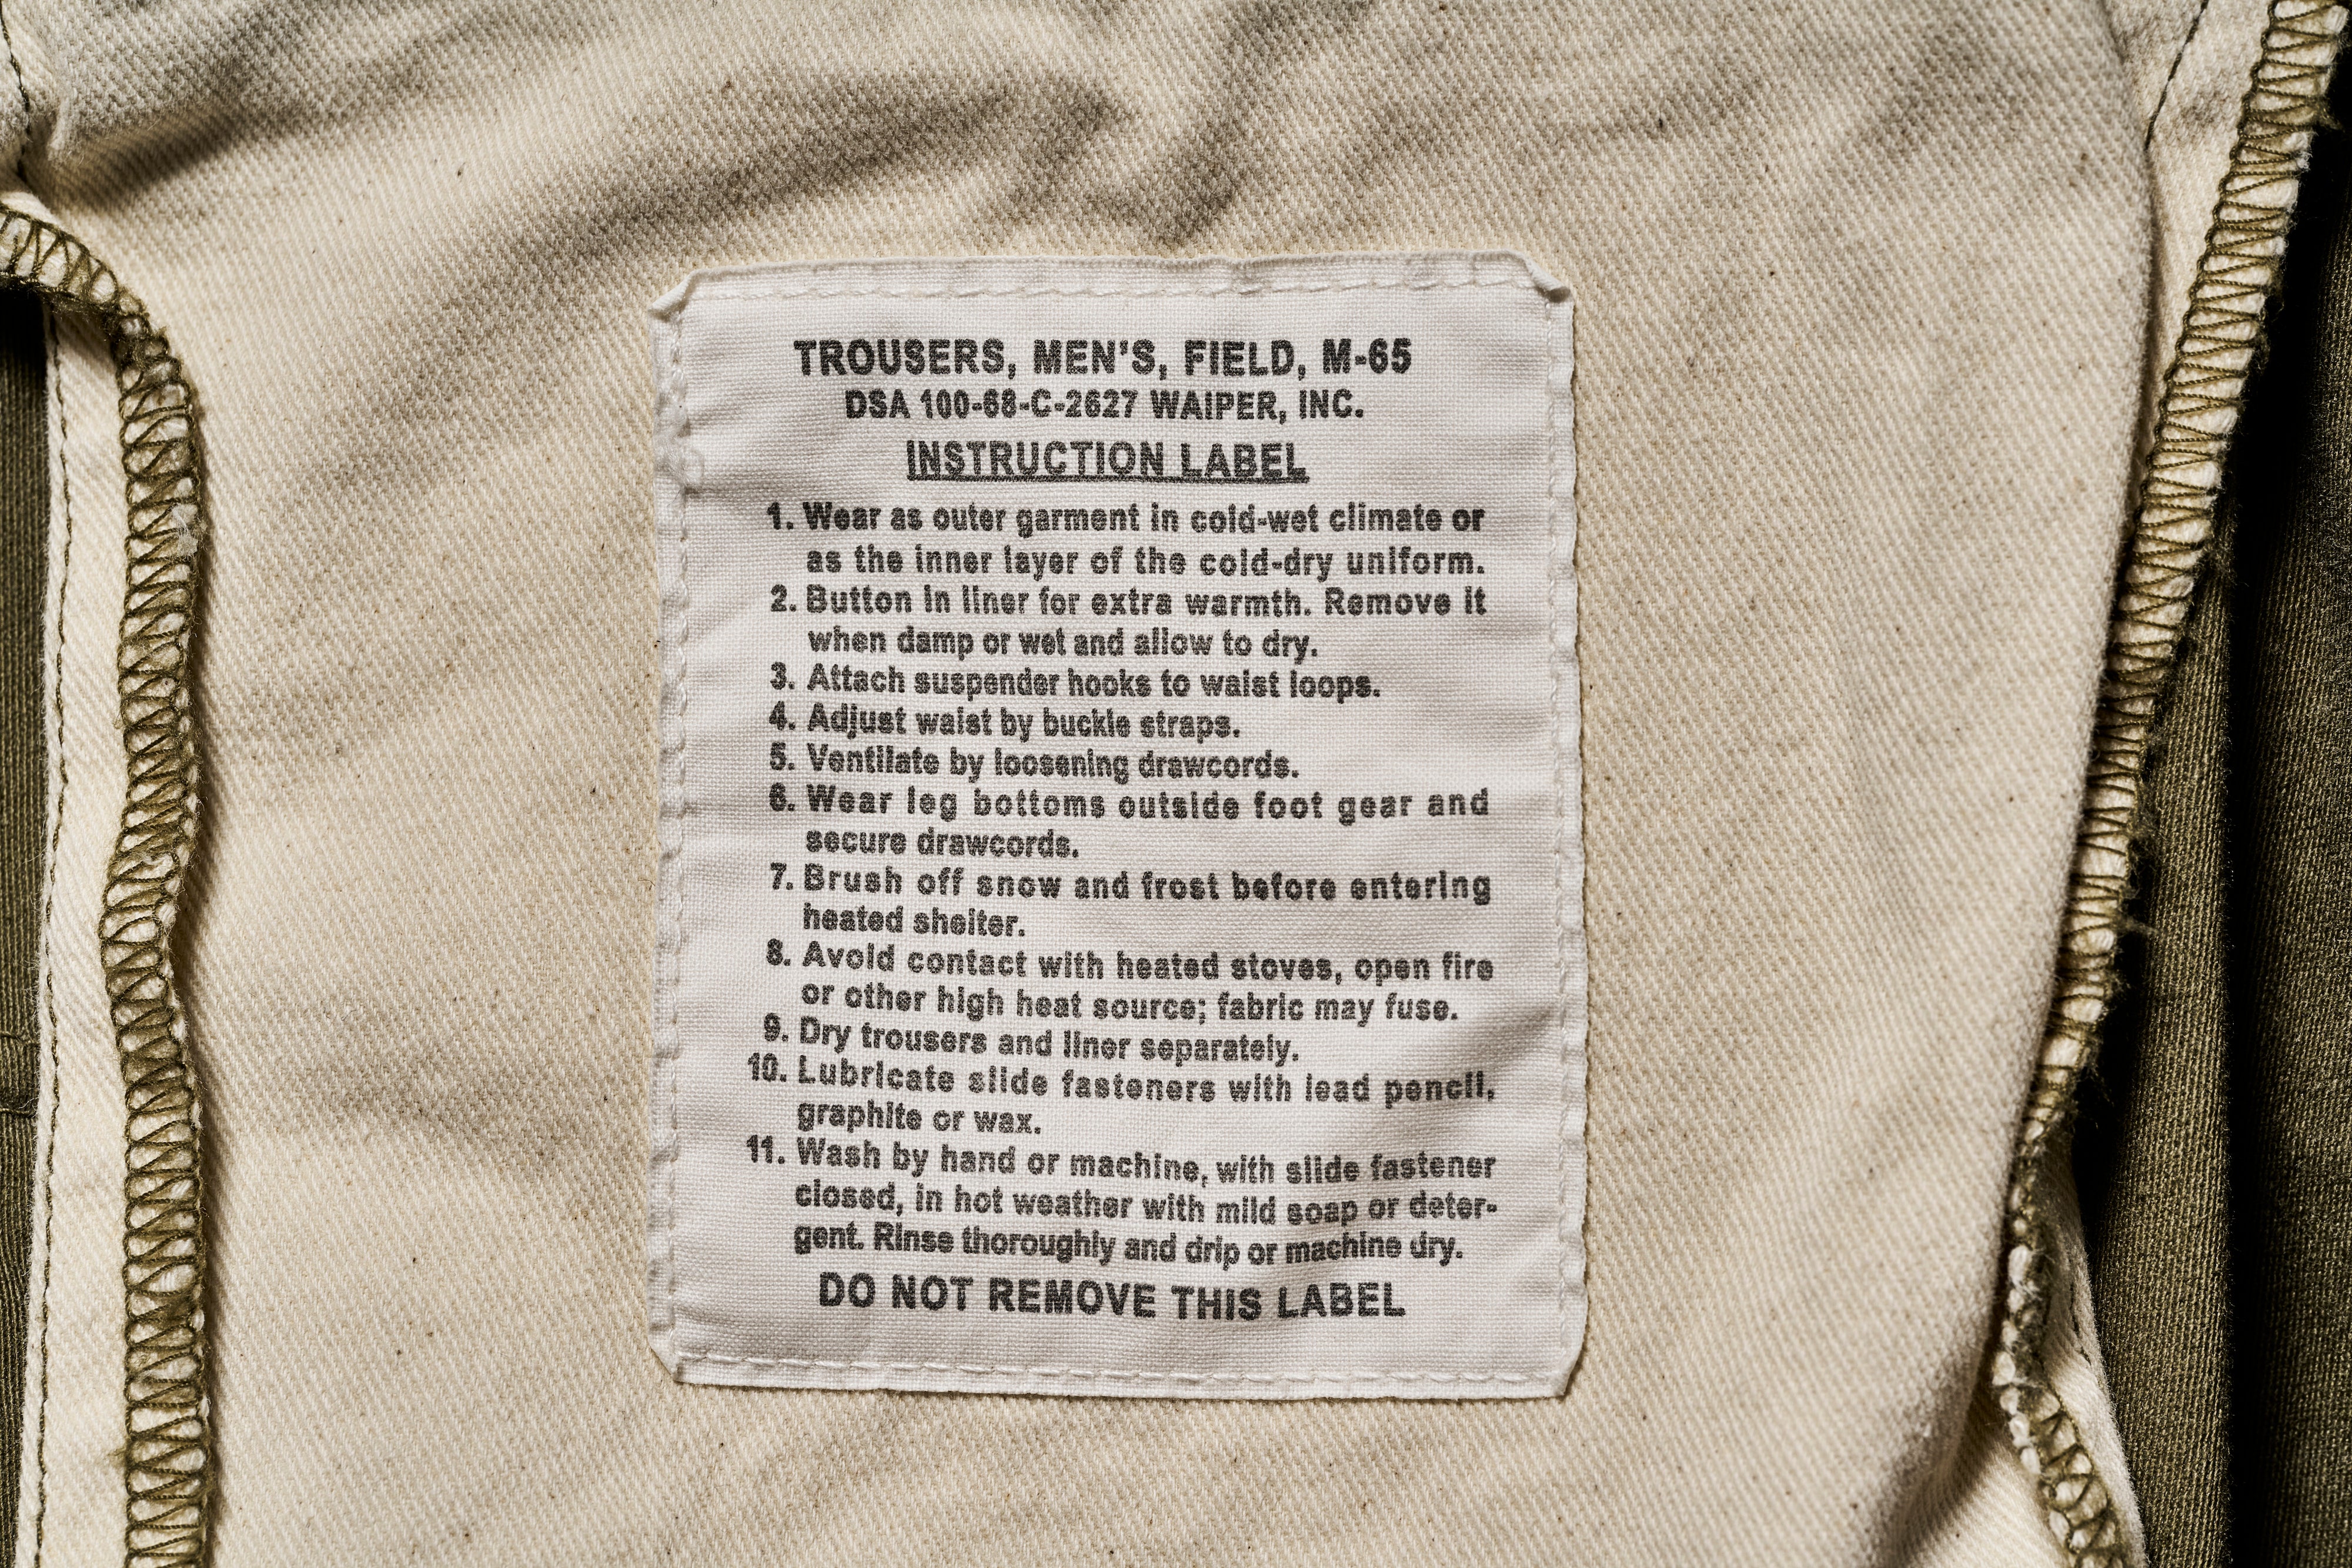 TROUSERS, MEN'S, FIELD, M-65
DSA 100-68-C-2627 WAIPER, INC.
INSTRUCTION LABEL
1. Wear as outer garment in cold-wet climate or
as the inner layer of the cold-dry uniform.
2. Button in liner for extra warmth. Remove it
when damp or wet and allow to dry.
3. Attach suspender hooks to waist loops.
4. Adjust waist by buckle straps.
5. Ventilate by loosening drawcords.
6. Wear leg bottoms outside foot gear and
secure drawcords.
7. Brush off snow and frost before entering
heated shelter.
8. Avoid contact with heated stoves, open fire
or other high heat source; fabric may fuse.
9. Dry trousers and liner separately.
10. Lubricate slide fasteners with lead pencil,
graphite or wax.
11. Wash by hand or machine, with slide fastener
closed, in hot weather with mild soap or deter-
gent. Rinse thoroughly and drip or machine dry.
DO NOT REMOVE THIS LABEL